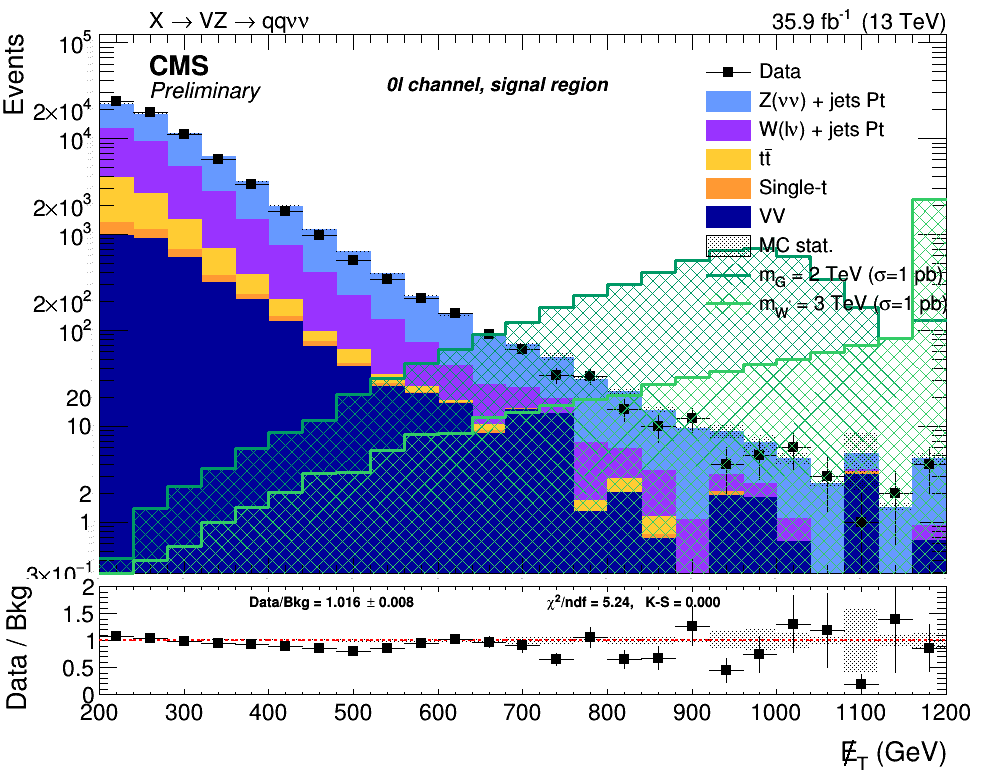 X → VZ → qqνν
35.9 fb⁻¹ (13 TeV)
Events
10⁵
2×10⁴
10⁴
2×10³
10³
2×10²
10²
20
10
2
1
3×10⁻¹
CMS
Preliminary
0l channel, signal region
Data
Z(νν) + jets Pt
W(lν) + jets Pt
tt̄
Single-t
VV
MC stat.
m_G = 2 TeV (σ=1 pb)
m_W' = 3 TeV (σ=1 pb)
Data / Bkg
2
1.5
1
0.5
0
Data/Bkg = 1.016 ± 0.008
χ²/ndf = 5.24, K-S = 0.000
200 300 400 500 600 700 800 900 1000 1100 1200
E̸_T (GeV)